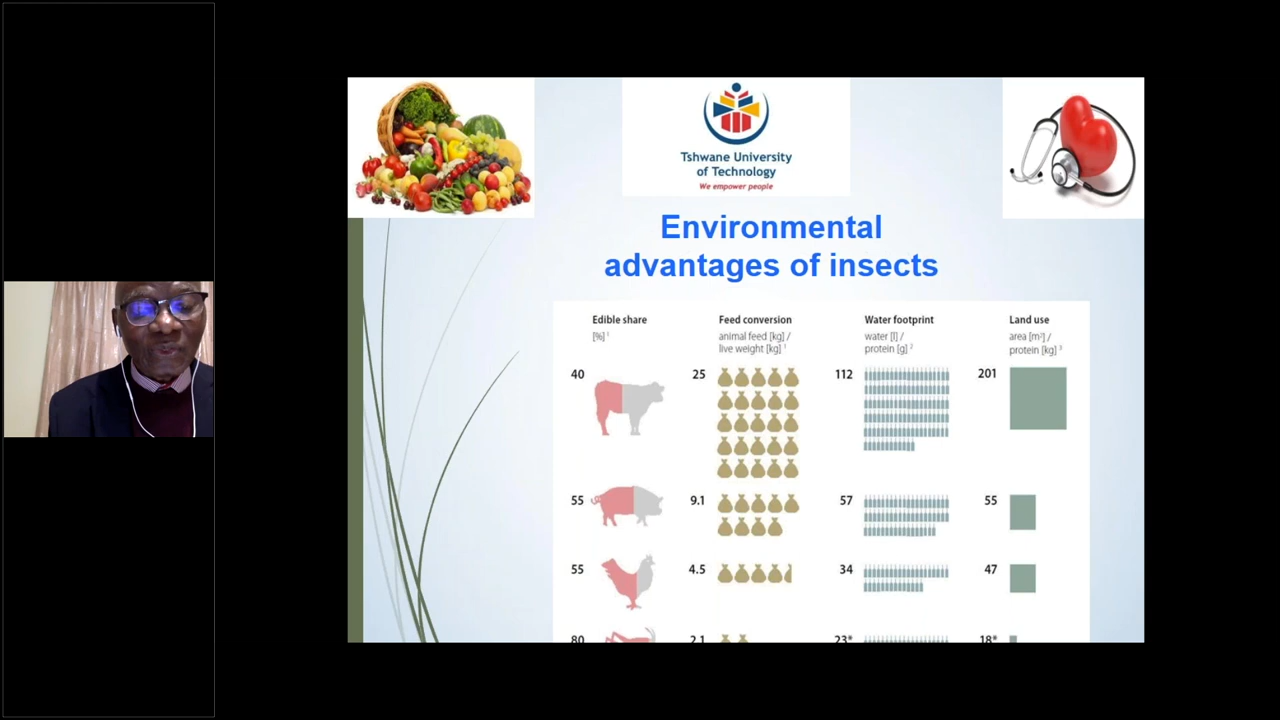 Tshwane University
of Technology
We empower people
Environmental
advantages of insects
Edible share
[%] 1
Feed conversion
animal feed [kg] /
live weight [kg] 1
Water footprint
water [l] /
protein [g] 2
Land use
area [m²] /
protein [kg] 3
40
25
112
201
55
9.1
57
55
55
4.5
34
47
80
2.1
23*
18*